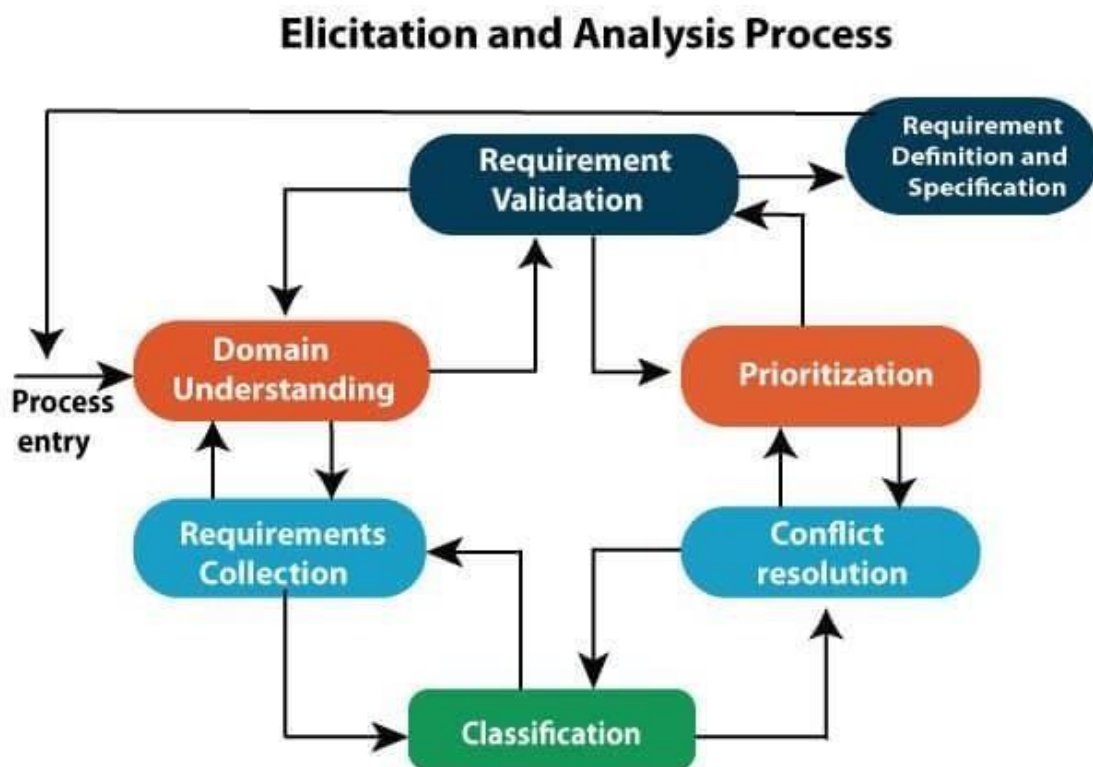 Elicitation and Analysis Process
Requirement
Definition and
Specification
Requirement
Validation
Domain
Understanding
Prioritization
Process
entry
Requirements
Collection
Conflict
resolution
Classification